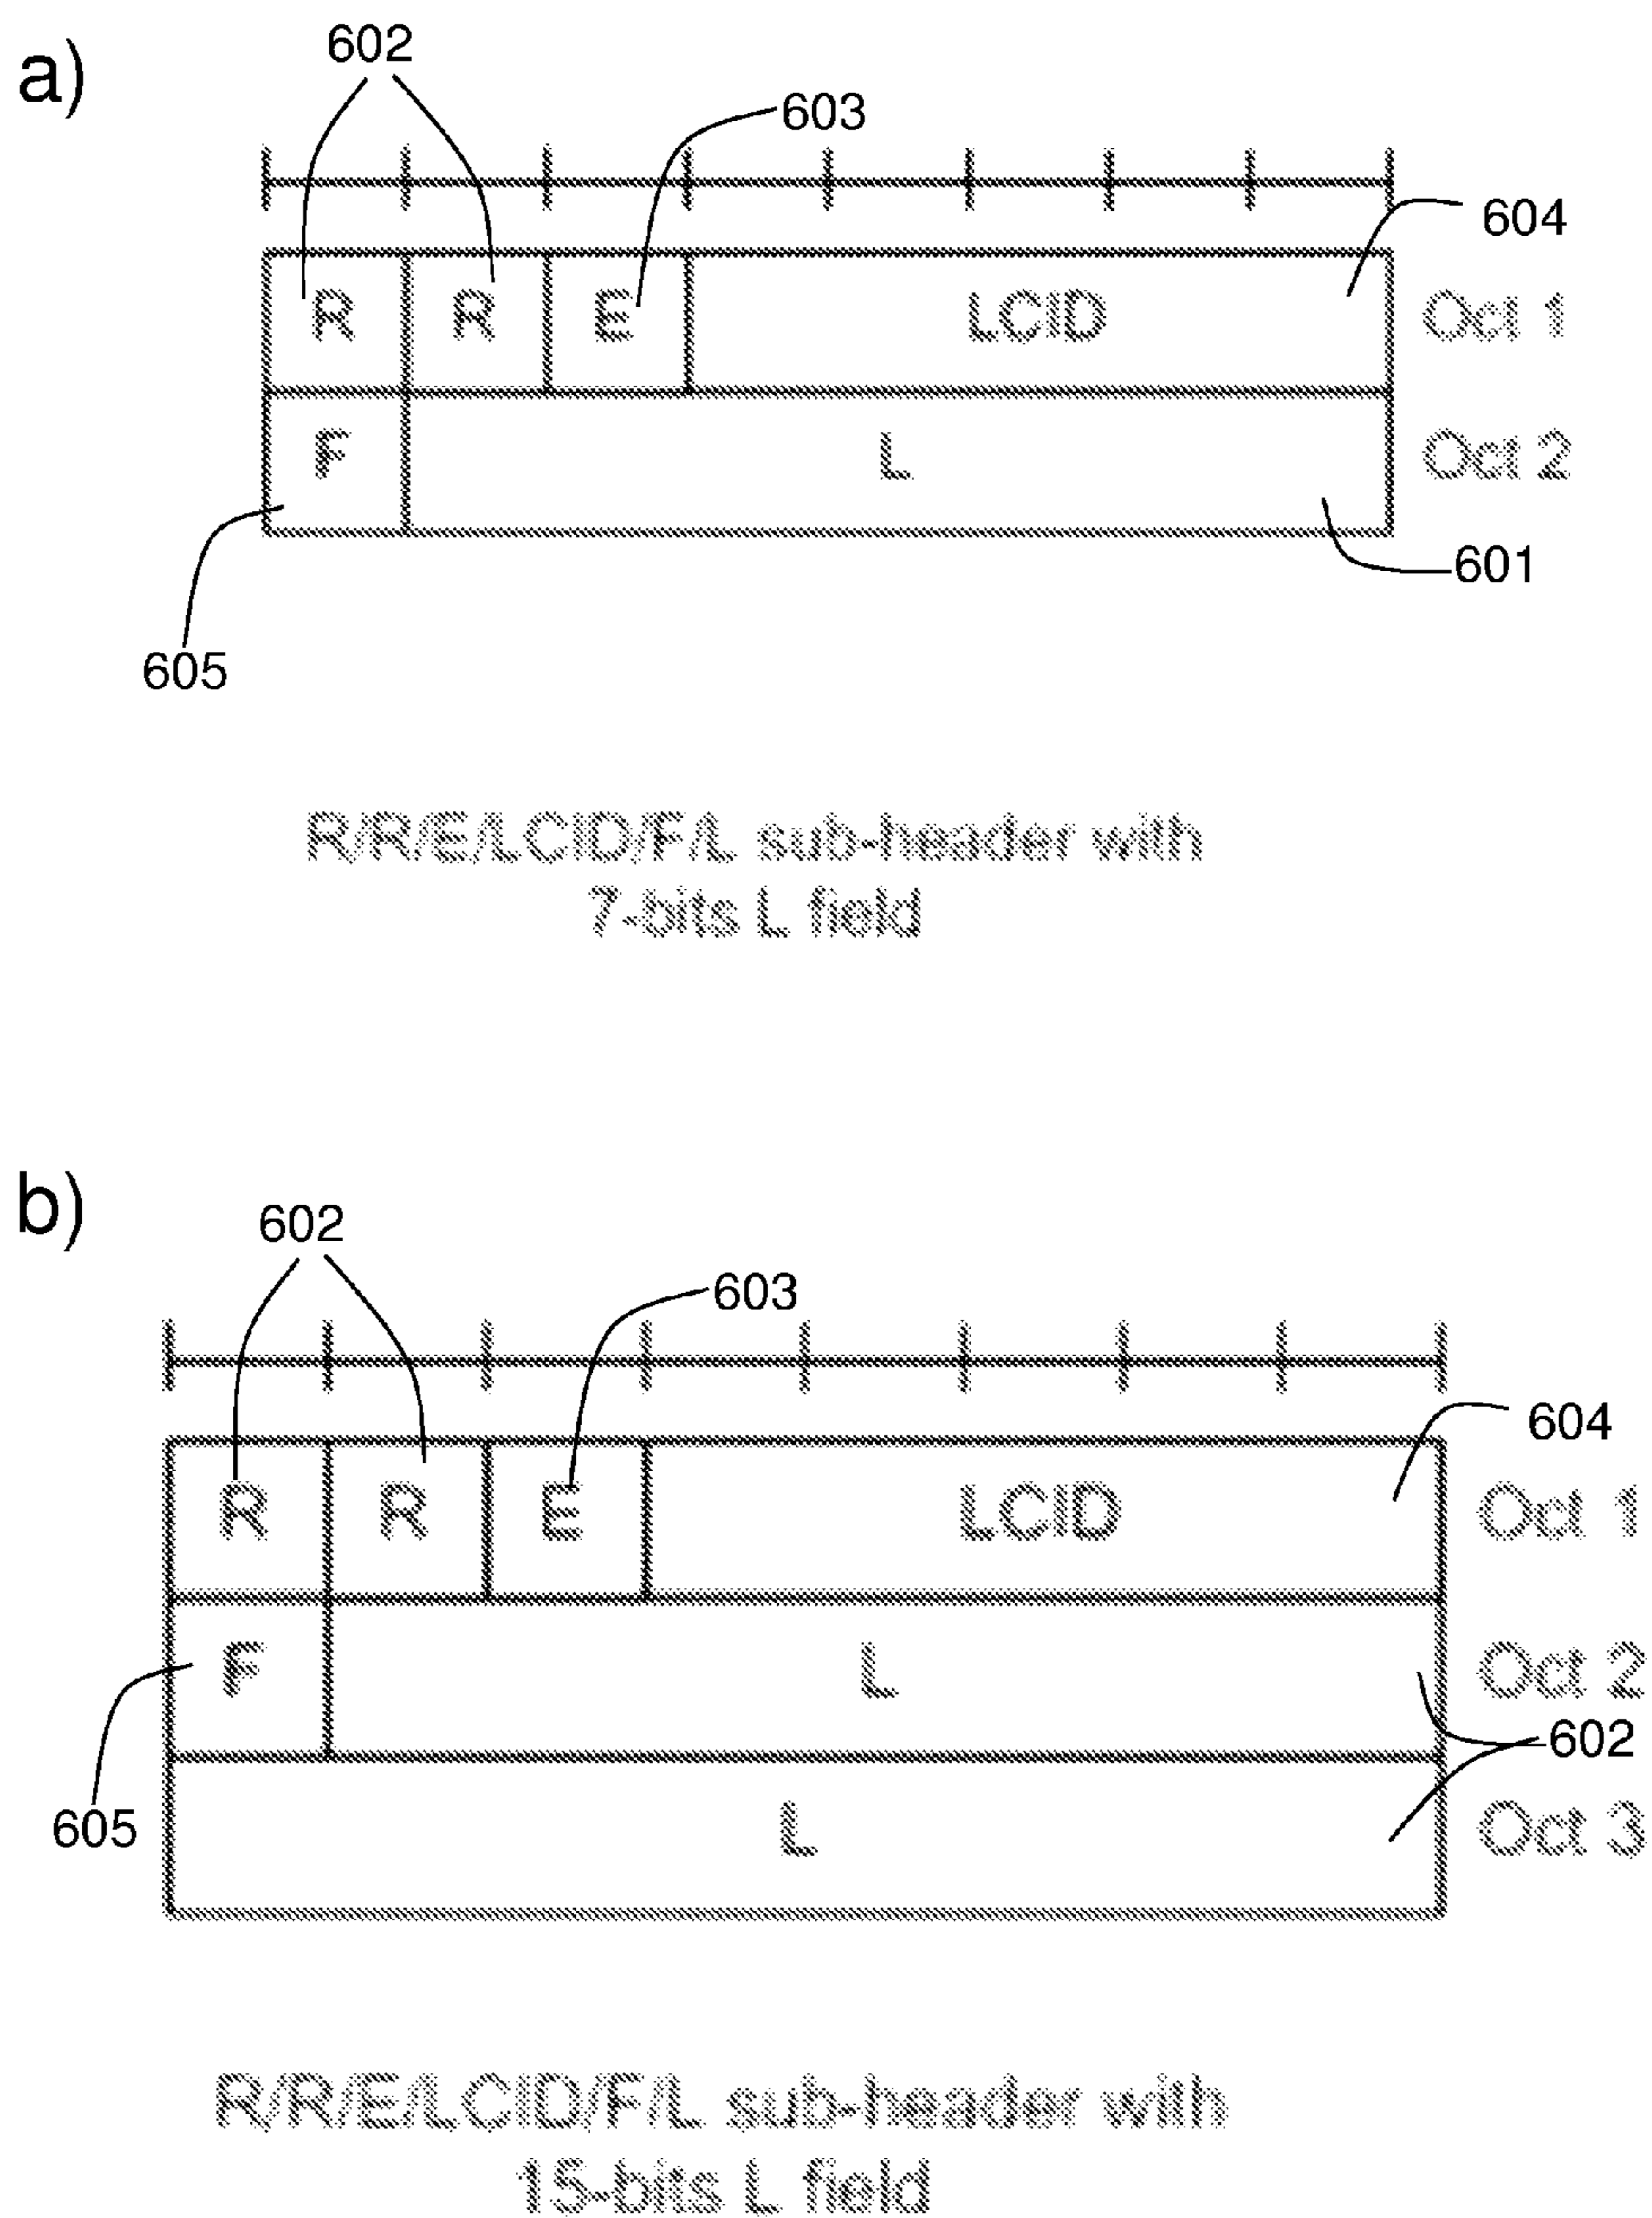 a)
602
603
604
R R E LCID Oct 1
F L Oct 2
601
605
R/R/E/LCID/F/L sub-header with
7-bits L field
b)
602
603
604
R R E LCID Oct 1
F L Oct 2
602
605
L Oct 3
R/R/E/LCID/F/L sub-header with
15-bits L field